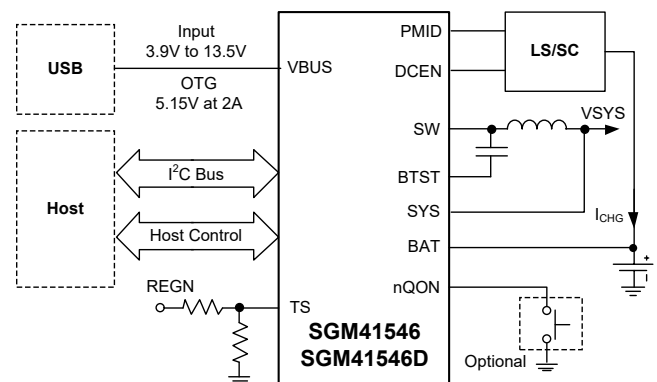 USB
Input
3.9V to 13.5V
OTG
5.15V at 2A
VBUS
PMID
DCEN
LS/SC
SW
VSYS
BTST
SYS
I²C Bus
Host
Host Control
BAT
I_CHG
+
REGN
TS
nQON
SGM41546
SGM41546D
Optional